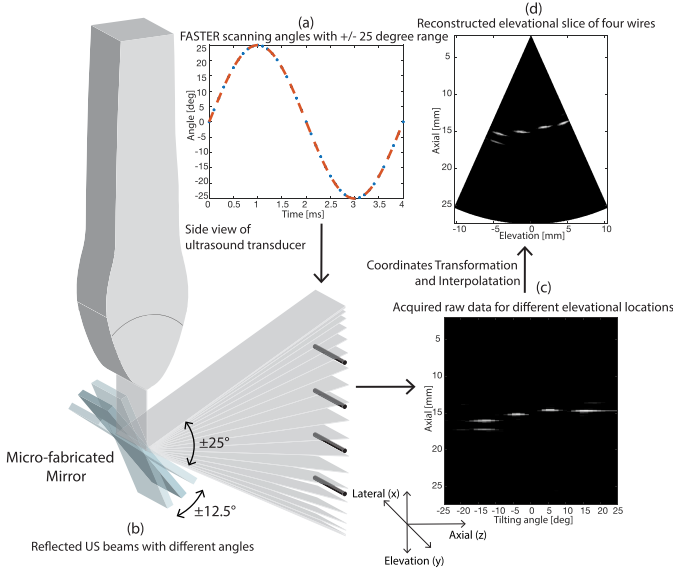 (a)
FASTER scanning angles with +/- 25 degree range
25
20
15
10
5
0
-5
-10
-15
-20
-25
Angle [deg]
0
0.5
1.0
1.5
2
2.5
3.0
3.5
4
Time [ms]
Side view of
ultrasound transducer
(d)
Reconstructed elevational slice of four wires
5
10
15
20
25
Axial [mm]
-10
-5
0
5
10
Elevation [mm]
Coordinates Transformation
and Interpolatation
(c)
Acquired raw data for different elevational locations
5
10
15
20
25
Axial [mm]
-25
-20
-15
-10
-5
0
5
10
15
20
25
Tilting angle [deg]
±25°
±12.5°
Micro-fabricated
Mirror
(b)
Reflected US beams with different angles
Lateral (x)
Axial (z)
Elevation (y)